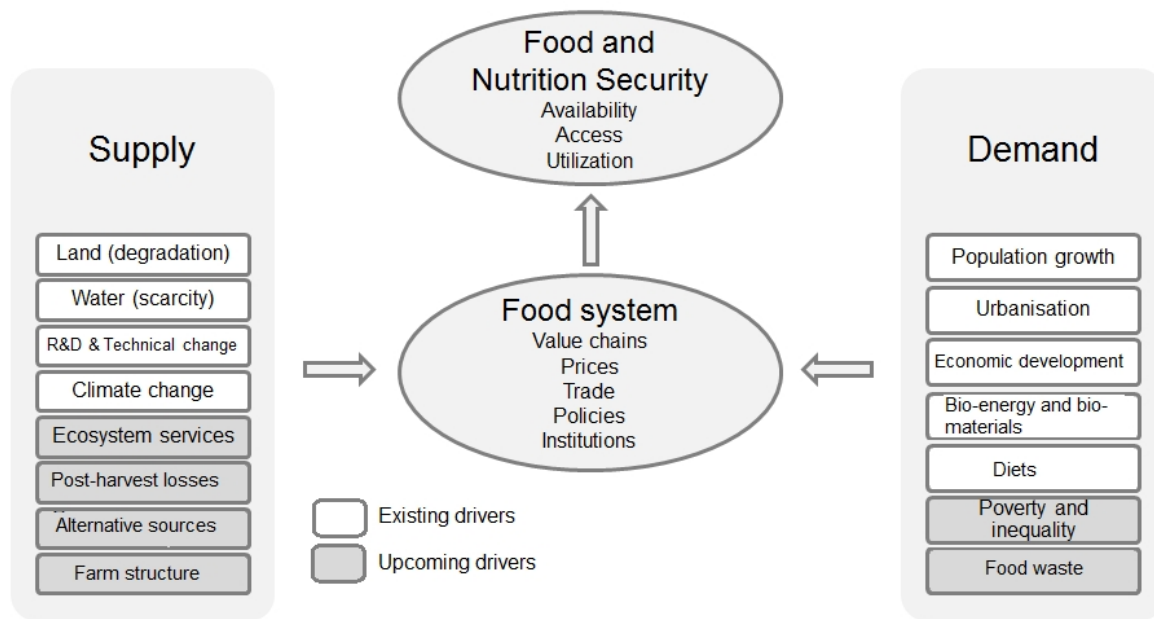 Food and
Nutrition Security
Availability
Access
Utilization
Supply
Land (degradation)
Water (scarcity)
R&D & Technical change
Climate change
Ecosystem services
Post-harvest losses
Alternative sources
Farm structure
Food system
Value chains
Prices
Trade
Policies
Institutions
Existing drivers
Upcoming drivers
Demand
Population growth
Urbanisation
Economic development
Bio-energy and bio-
materials
Diets
Poverty and
inequality
Food waste